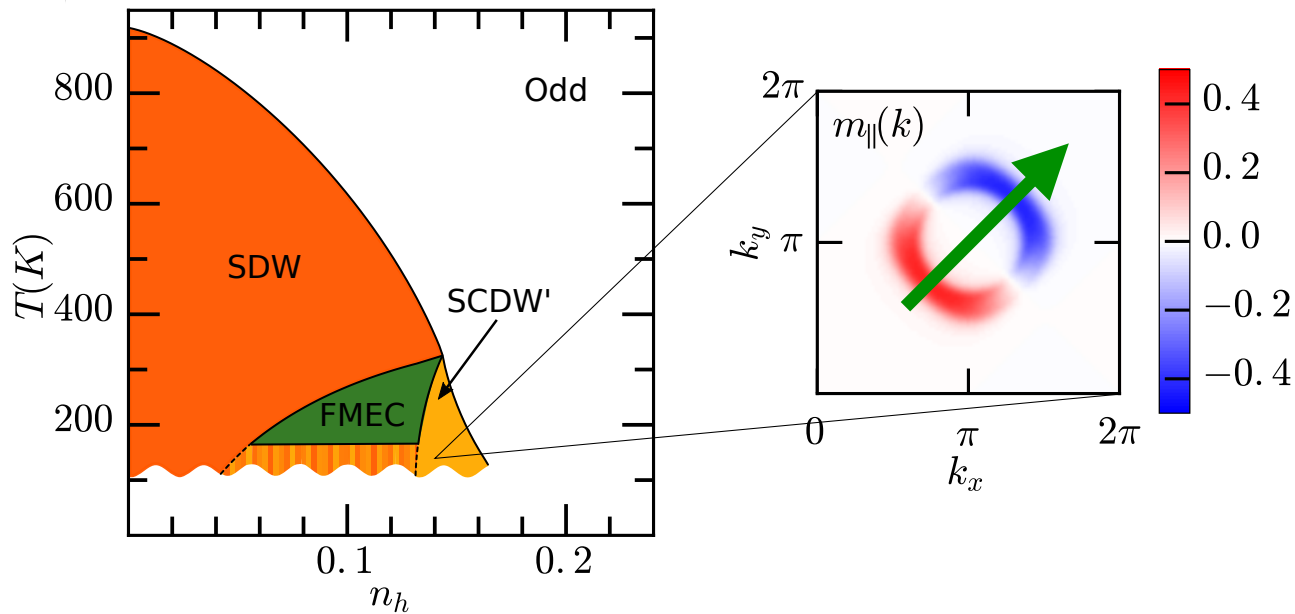 T(K)
800
600
400
200
Odd
SDW
SCDW'
FMEC
0.1
0.2
n_h
2π
π
k_y
m_∥(k)
0
π
2π
k_x
0.4
0.2
0.0
−0.2
−0.4